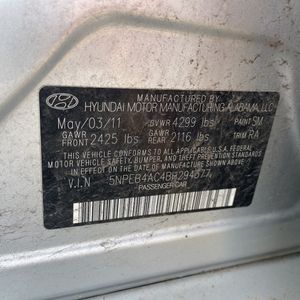 MANUFACTURED BY
HYUNDAI MOTOR MANUFACTURING ALABAMA, LLC
May/03/11 GVWR 4299 lbs PAINT SM
GAWR FRONT 2425 lbs GAWR REAR 2116 lbs TRIM RA
THIS VEHICLE CONFORMS TO ALL APPLICABLE U.S. FEDERAL
MOTOR VEHICLE SAFETY, BUMPER, AND THEFT PREVENTION
STANDARDS IN EFFECT ON THE DATE OF MANUFACTURE
SHOWN ABOVE.
V.I.N 5NPEB4AC4BH294577
PASSENGER CAR